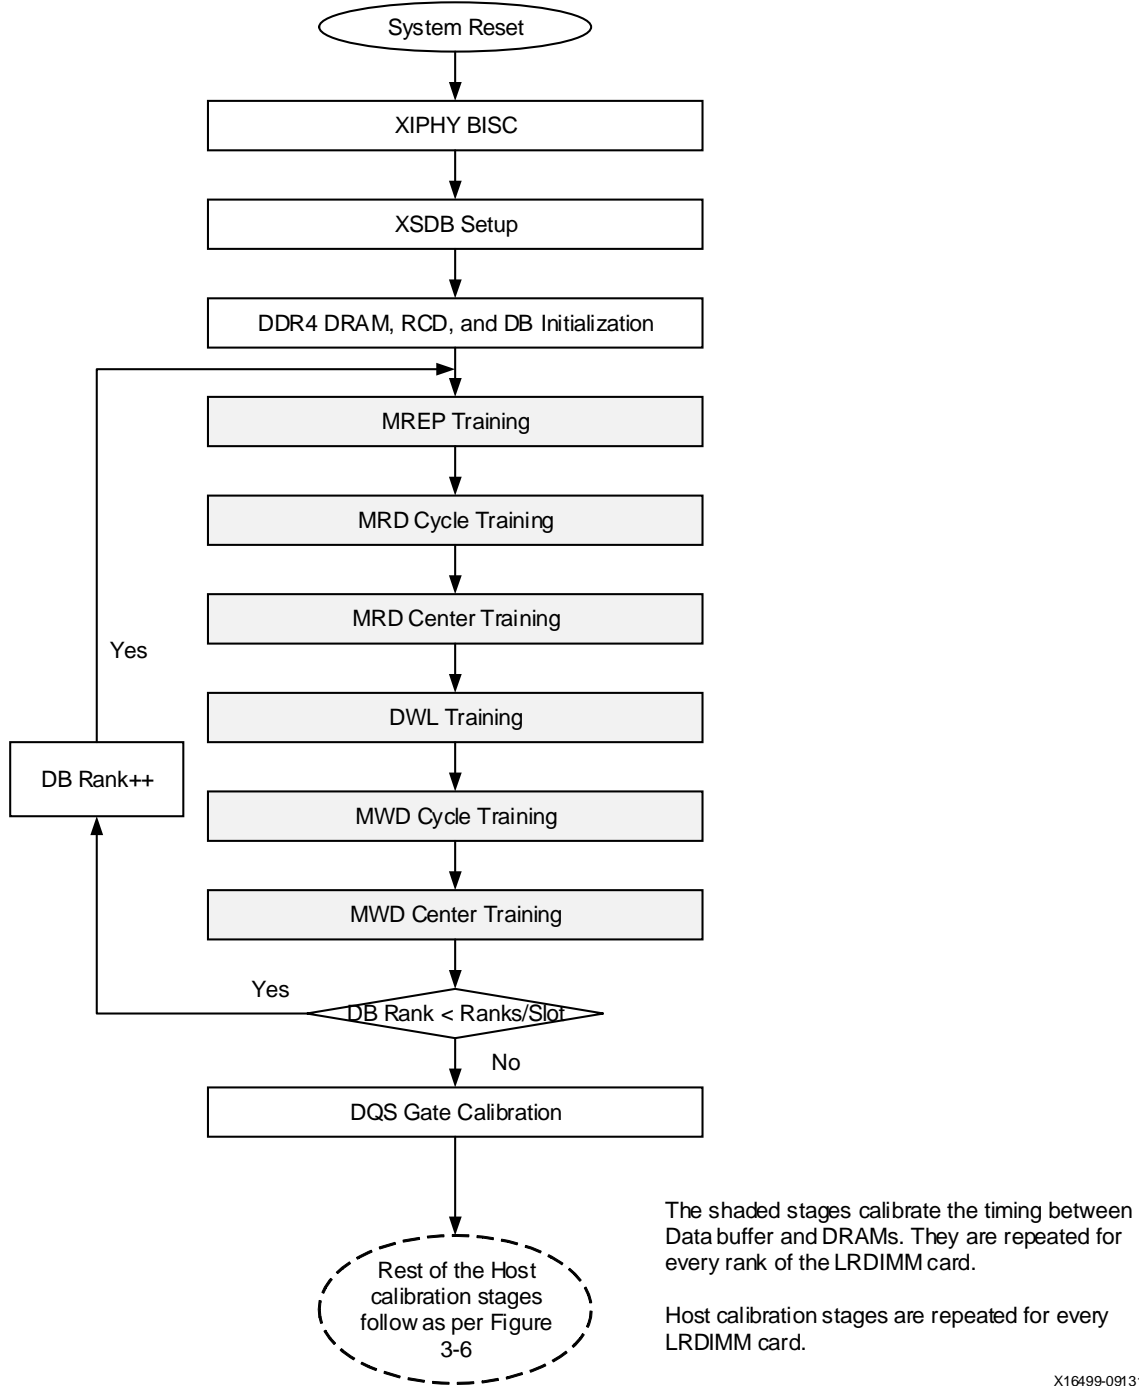 System Reset
XIPHY BISC
XSDB Setup
DDR4 DRAM, RCD, and DB Initialization
MREP Training
MRD Cycle Training
MRD Center Training
Yes
DWL Training
DB Rank++
MWD Cycle Training
MWD Center Training
Yes
DB Rank < Ranks/Slot
No
DQS Gate Calibration
Rest of the Host
calibration stages
follow as per Figure
3-6
The shaded stages calibrate the timing between
Data buffer and DRAMs. They are repeated for
every rank of the LRDIMM card.
Host calibration stages are repeated for every
LRDIMM card.
X16499-0913